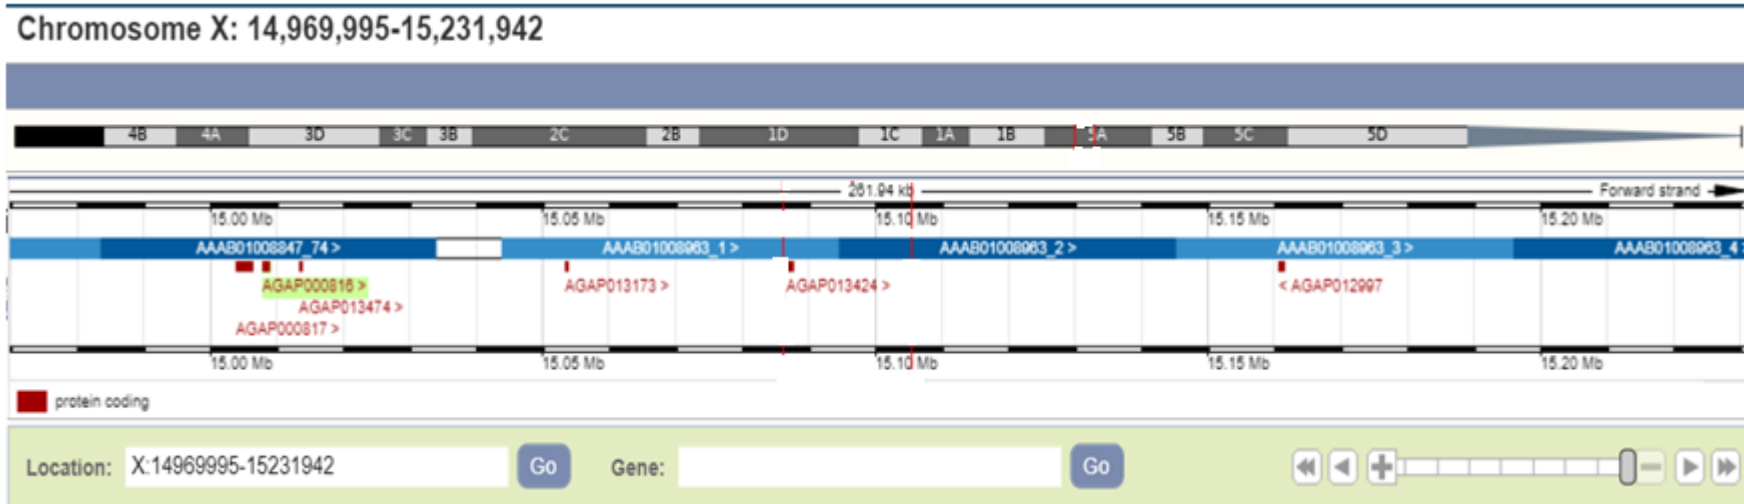 Chromosome X: 14,969,995-15,231,942
4B 4A 3D 3C 3B 2C 2B 1D 1C 1A 1B 5A 5B 5C 5D
261.94 kb Forward strand
15.00 Mb 15.05 Mb 15.10 Mb 15.15 Mb 15.20 Mb
AAAB01008847_74 > AAAB01008963_1 > AAAB01008963_2 > AAAB01008963_3 > AAAB01008963_4
AGAP000816 > AGAP013173 > AGAP013424 > < AGAP012997
AGAP013474 >
AGAP000817 >
15.00 Mb 15.05 Mb 15.10 Mb 15.15 Mb 15.20 Mb
protein coding
Location: X:14969995-15231942 Go Gene: Go